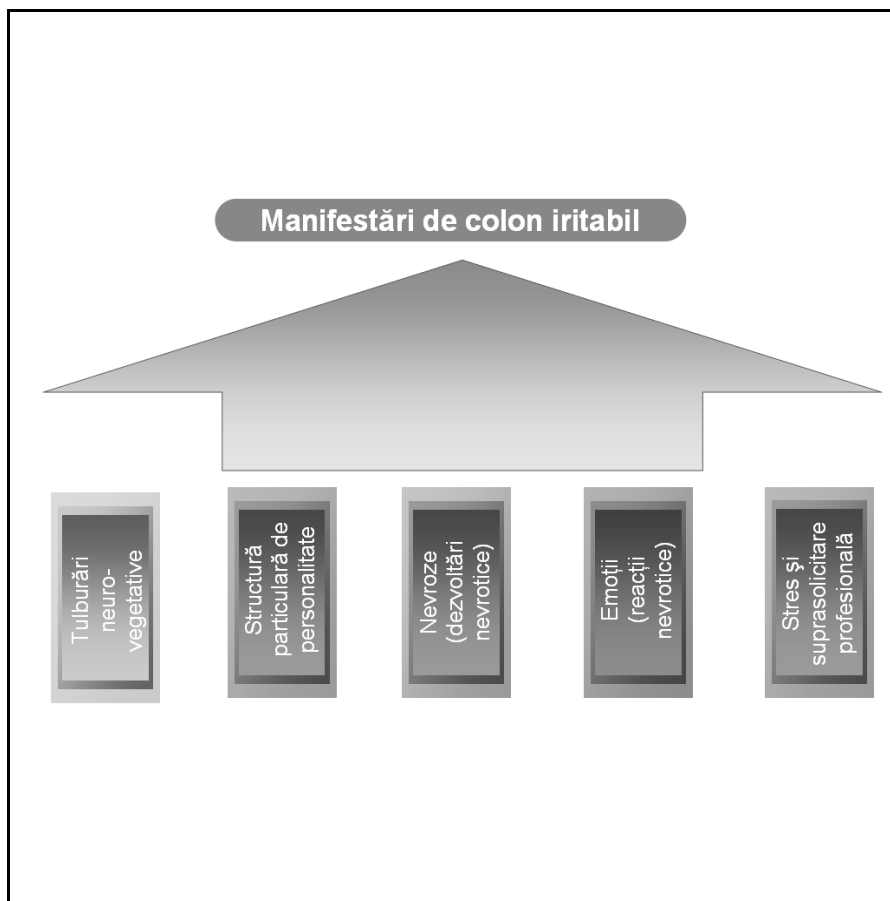 Manifestări de colon iritabil
Tulburări
neuro-
vegetative
Structură
particulară de
personalitate
Nevroze
(dezvoltări
nevrotice)
Emoții
(reacții
nevrotice)
Stres şi
suprasolicitare
profesională